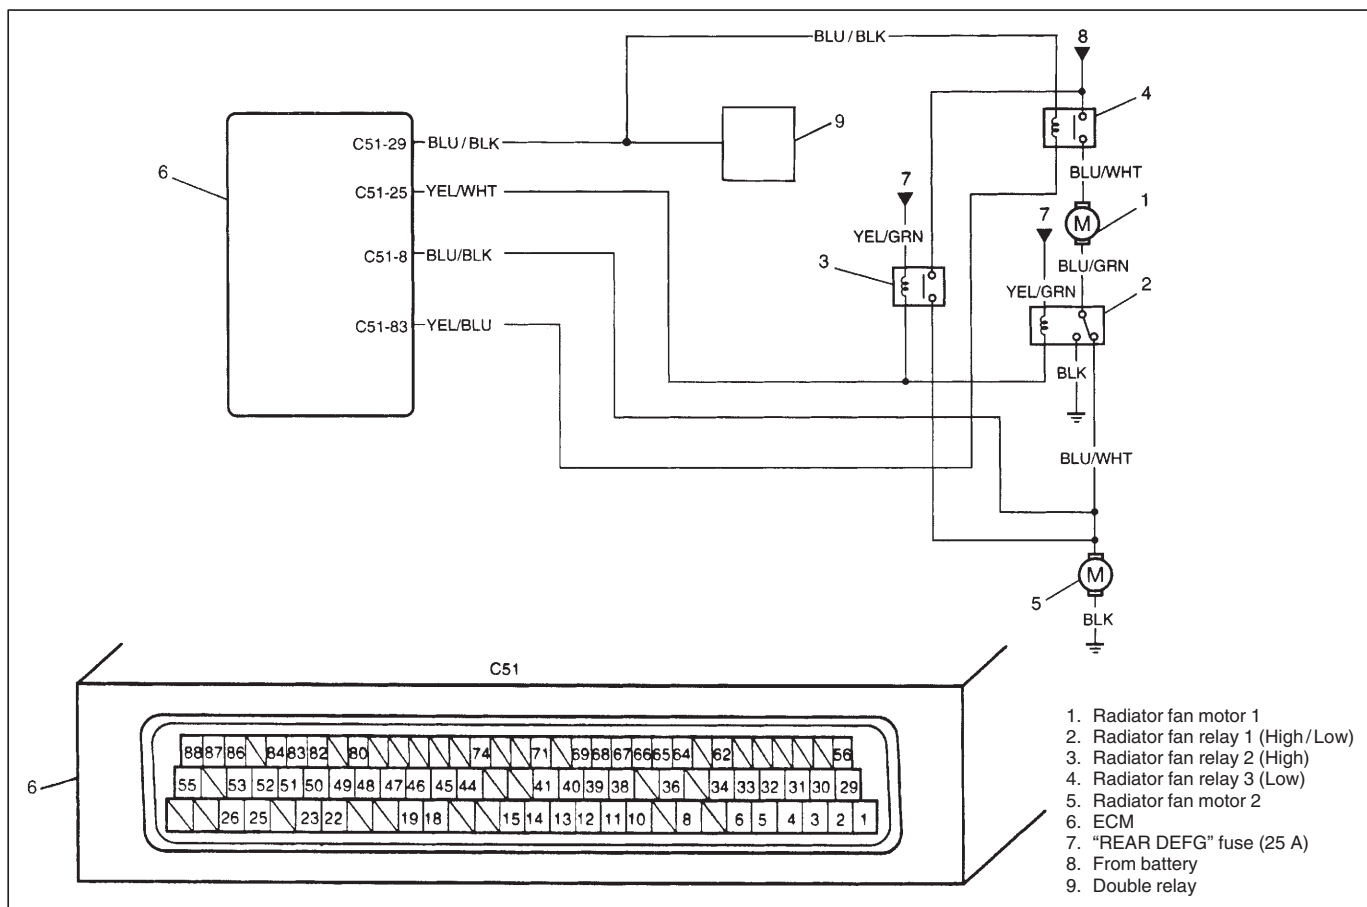 BLU/BLK
8
4
9
C51-29 BLU/BLK
6
BLU/WHT
C51-25 YEL/WHT
7
1
7
YEL/GRN
C51-8 BLU/BLK
3
BLU/GRN
2
YEL/GRN
C51-83 YEL/BLU
BLK
BLU/WHT
M
M
5
BLK
C51
88 87 86 84 83 82 80 74 71 69 68 67 66 65 64 62 56
55 53 52 51 50 49 48 47 46 45 44 41 40 39 38 36 34 33 32 31 30 29
26 25 23 22 19 18 15 14 13 12 11 10 8 6 5 4 3 2 1
6
1. Radiator fan motor 1
2. Radiator fan relay 1 (High/Low)
3. Radiator fan relay 2 (High)
4. Radiator fan relay 3 (Low)
5. Radiator fan motor 2
6. ECM
7. “REAR DEFG” fuse (25 A)
8. From battery
9. Double relay